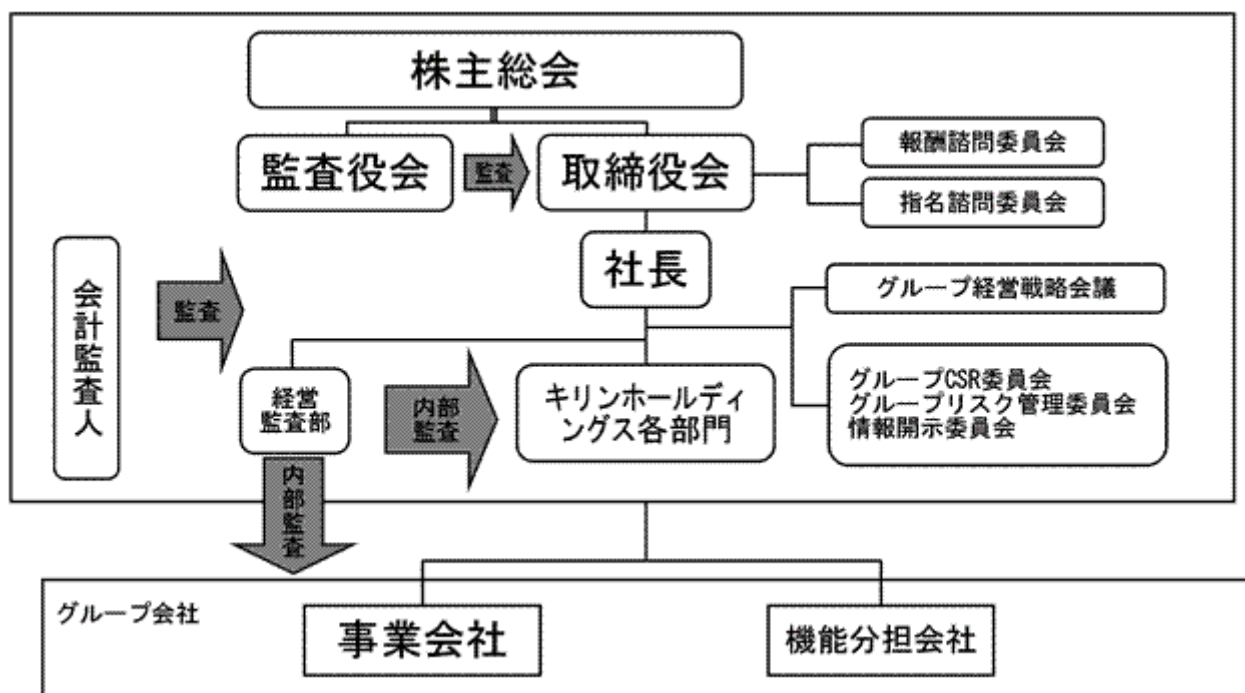 株主総会
監査役会
監査
取締役会
報酬諮問委員会
指名諮問委員会
社長
会計監査人
監査
グループ経営戦略会議
経営
監査部
内部
監査
キリンホールディ
ングス各部門
グループCSR委員会
グループリスク管理委員会
情報開示委員会
内部監査
グループ会社
事業会社
機能分担会社